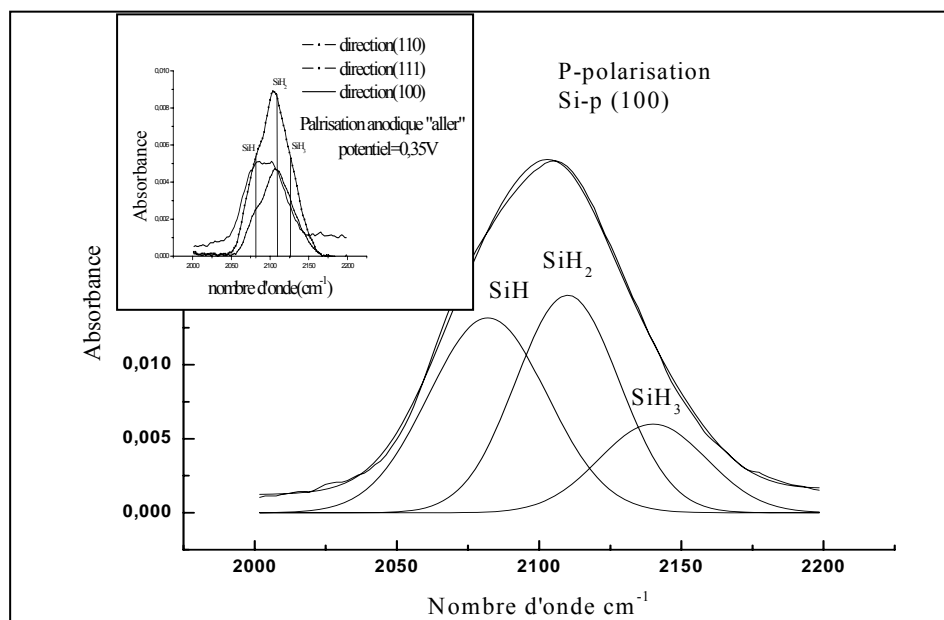 direction(110)
direction(111)
direction(100)
Palrisation anodique "aller"
potentiel=0,35V
SiH
SiH2
SiH3
0,010
0,008
0,006
0,004
0,002
0,000
Absorbance
2000 2050 2100 2150 2200
nombre d'onde(cm-1)
P-polarisation
Si-p (100)
SiH
SiH2
SiH3
Absorbance
0,010
0,005
0,000
2000 2050 2100 2150 2200
Nombre d'onde cm-1